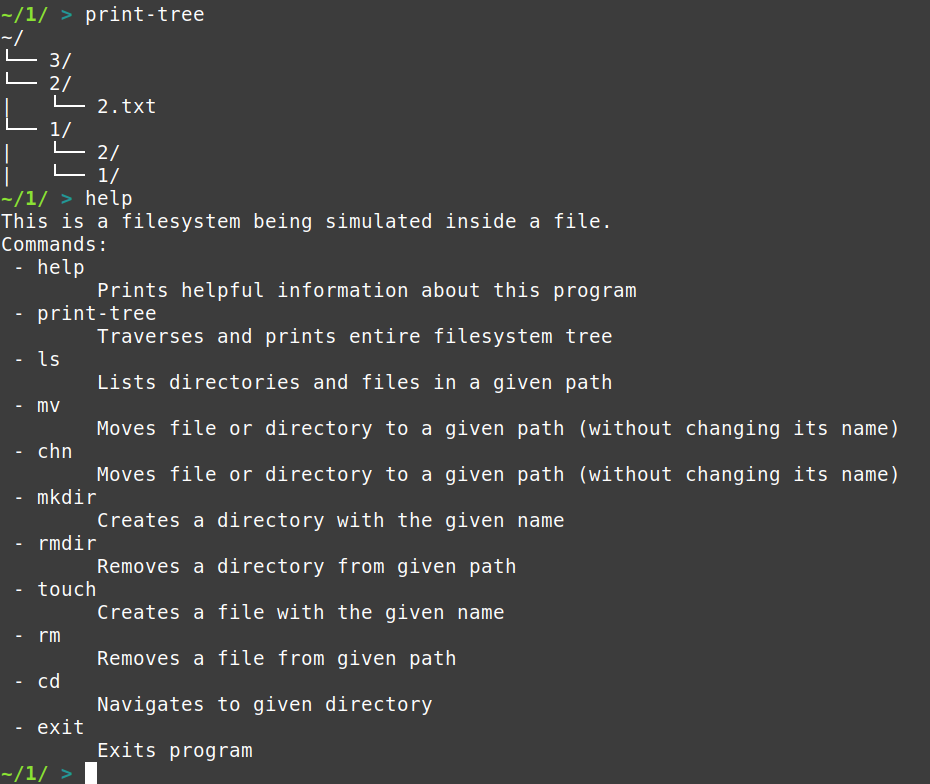 ~/1/ > print-tree
~/
└── 3/
└── 2/
|   └── 2.txt
└── 1/
|   └── 2/
|   └── 1/
~/1/ > help
This is a filesystem being simulated inside a file.
Commands:
 - help
        Prints helpful information about this program
 - print-tree
        Traverses and prints entire filesystem tree
 - ls
        Lists directories and files in a given path
 - mv
        Moves file or directory to a given path (without changing its name)
 - chn
        Moves file or directory to a given path (without changing its name)
 - mkdir
        Creates a directory with the given name
 - rmdir
        Removes a directory from given path
 - touch
        Creates a file with the given name
 - rm
        Removes a file from given path
 - cd
        Navigates to given directory
 - exit
        Exits program
~/1/ >